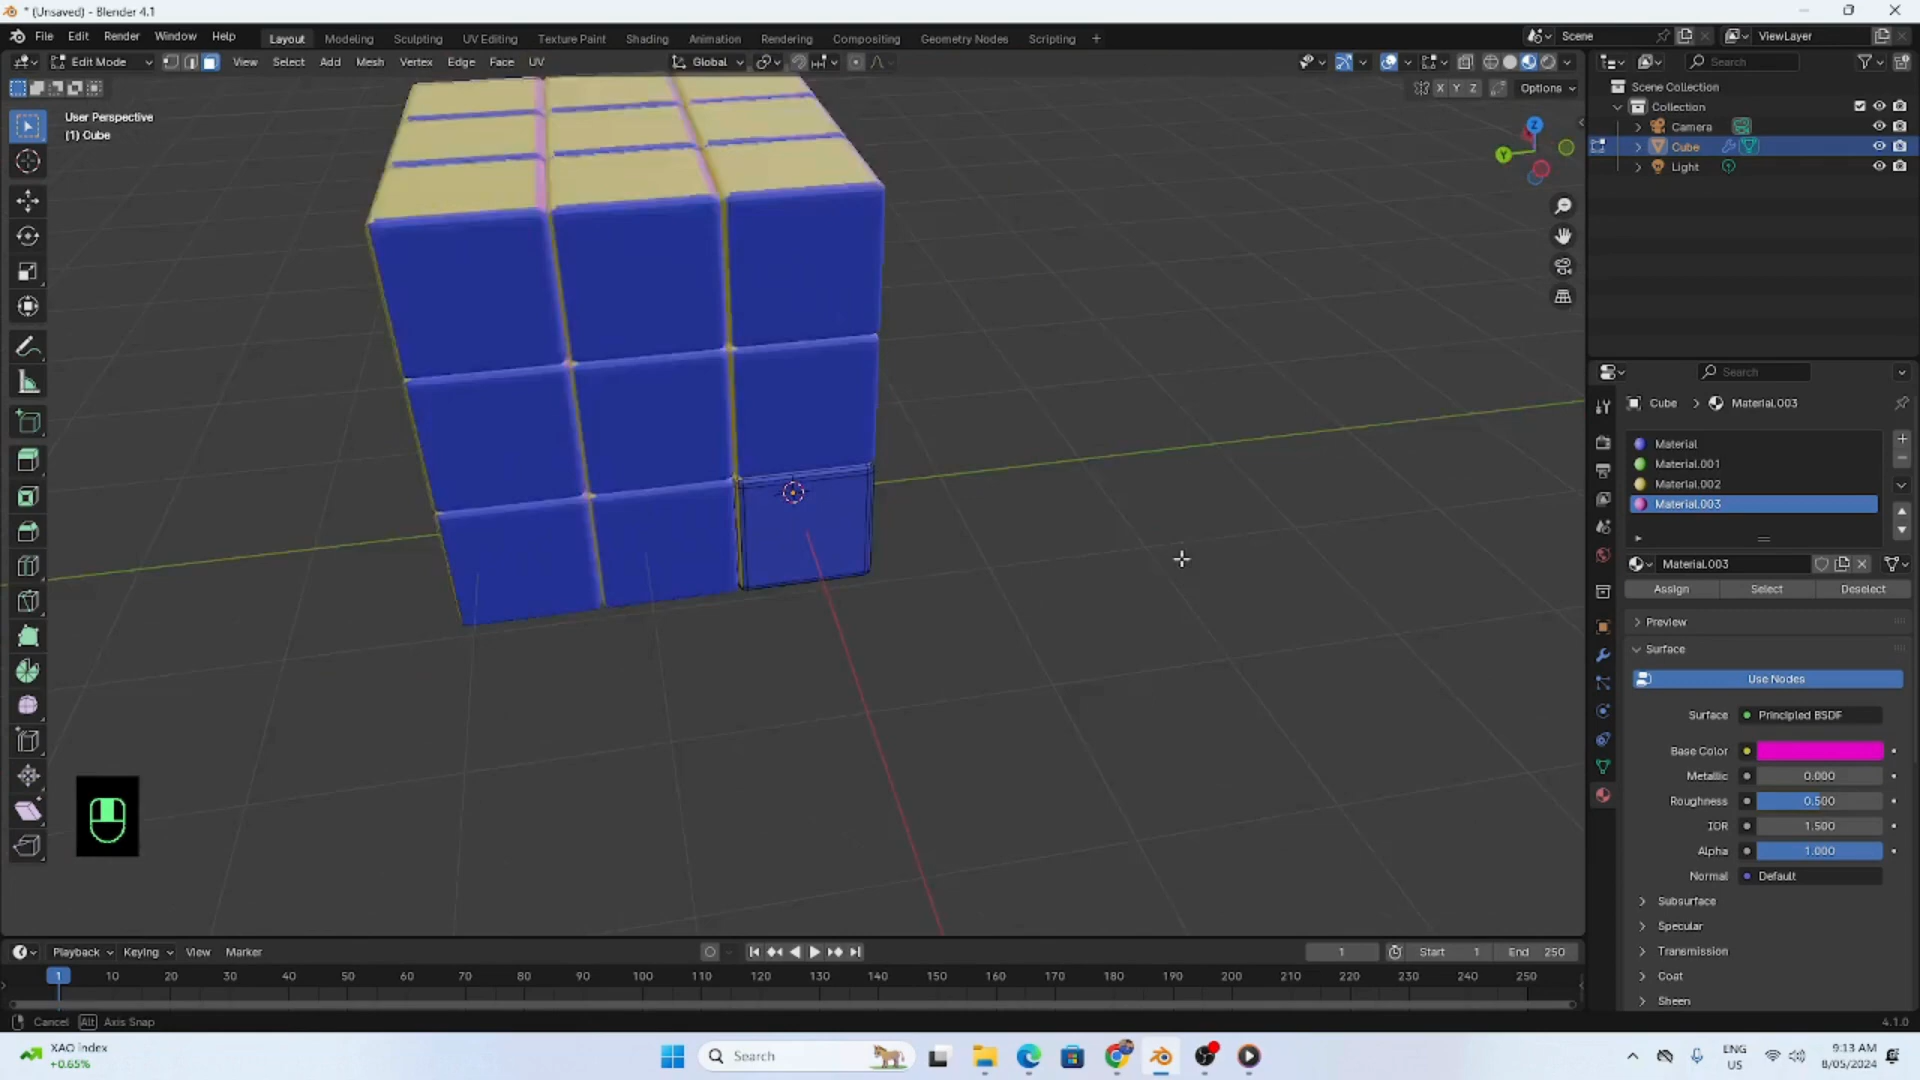 * (Unsaved) - Blender 4.1
File Edit Render Window Help Layout Modeling Sculpting UV Editing Texture Paint Shading Animation Rendering Compositing Geometry Nodes Scripting + Scene ViewLayer
Edit Mode View Select Add Mesh Vertex Edge Face UV Global Search
X Y Z Options
User Perspective
(1) Cube
Z
Y
Scene Collection
Collection
Camera
Cube
Light
Search
Cube > Material.003
Material
Material.001
Material.002
Material.003
Material.003
Assign Select Deselect
Preview
Surface
Use Nodes
Surface Principled BSDF
Base Color
Metallic 0.000
Roughness 0.500
IOR 1.500
Alpha 1.000
Normal Default
Subsurface
Specular
Transmission
Coat
Sheen
Playback Keying View Marker 1 Start 1 End 250
1 10 20 30 40 50 60 70 80 90 100 110 120 130 140 150 160 170 180 190 200 210 220 230 240 250
Cancel Alt Axis Snap 4.1.0
XAO Index
+0.65%
Search
ENG
US
9:13 AM
8/05/2024